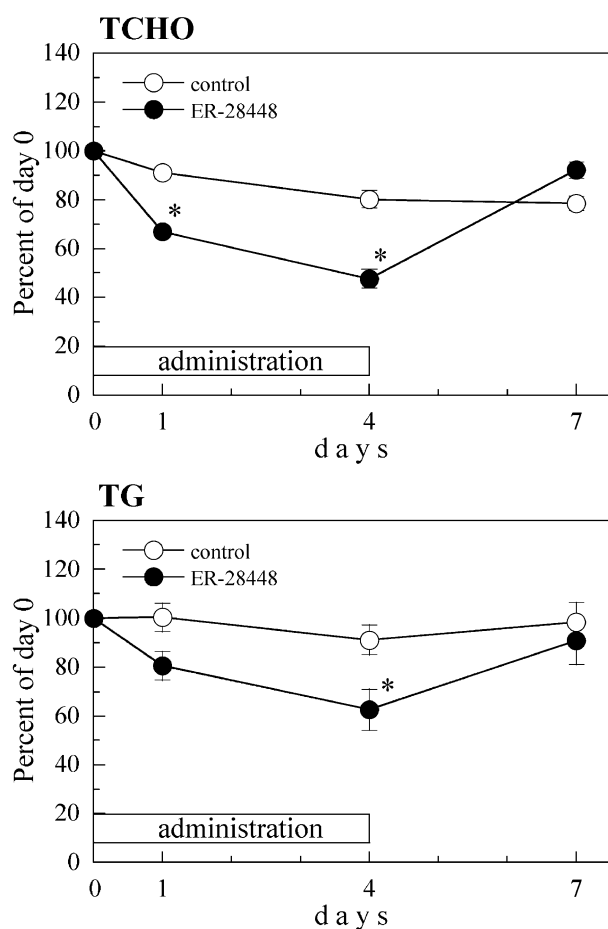 TCHO
140
120
100
80
60
40
20
0
Percent of day 0
control
ER-28448
*
*
administration
0 1 4 7
d a y s
TG
140
120
100
80
60
40
20
0
Percent of day 0
control
ER-28448
*
administration
0 1 4 7
d a y s